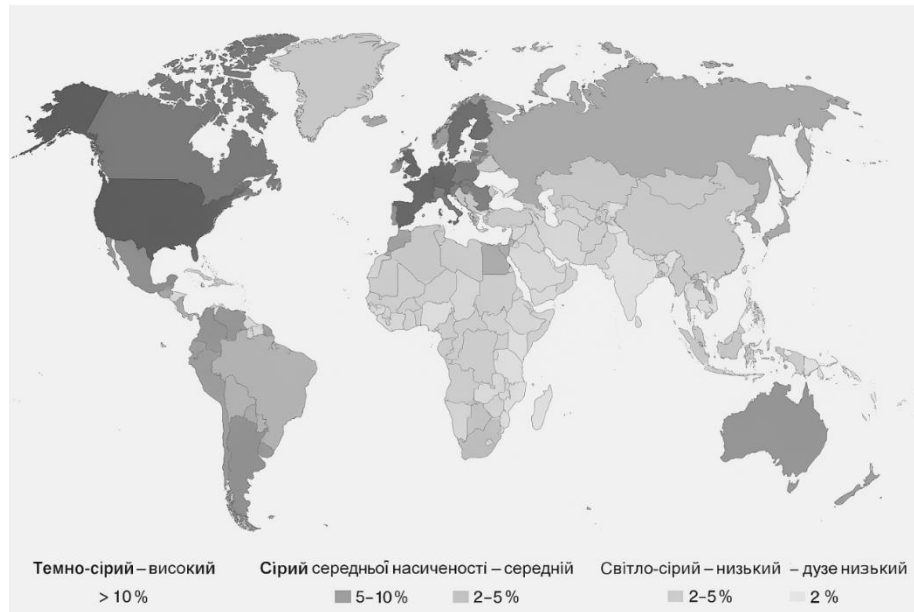 Темно-сірий – високий Сірий середньої насиченості – середній Світло-сірий – низький – дузе низький
> 10 % 5–10 % 2–5 % 2–5 % 2 %